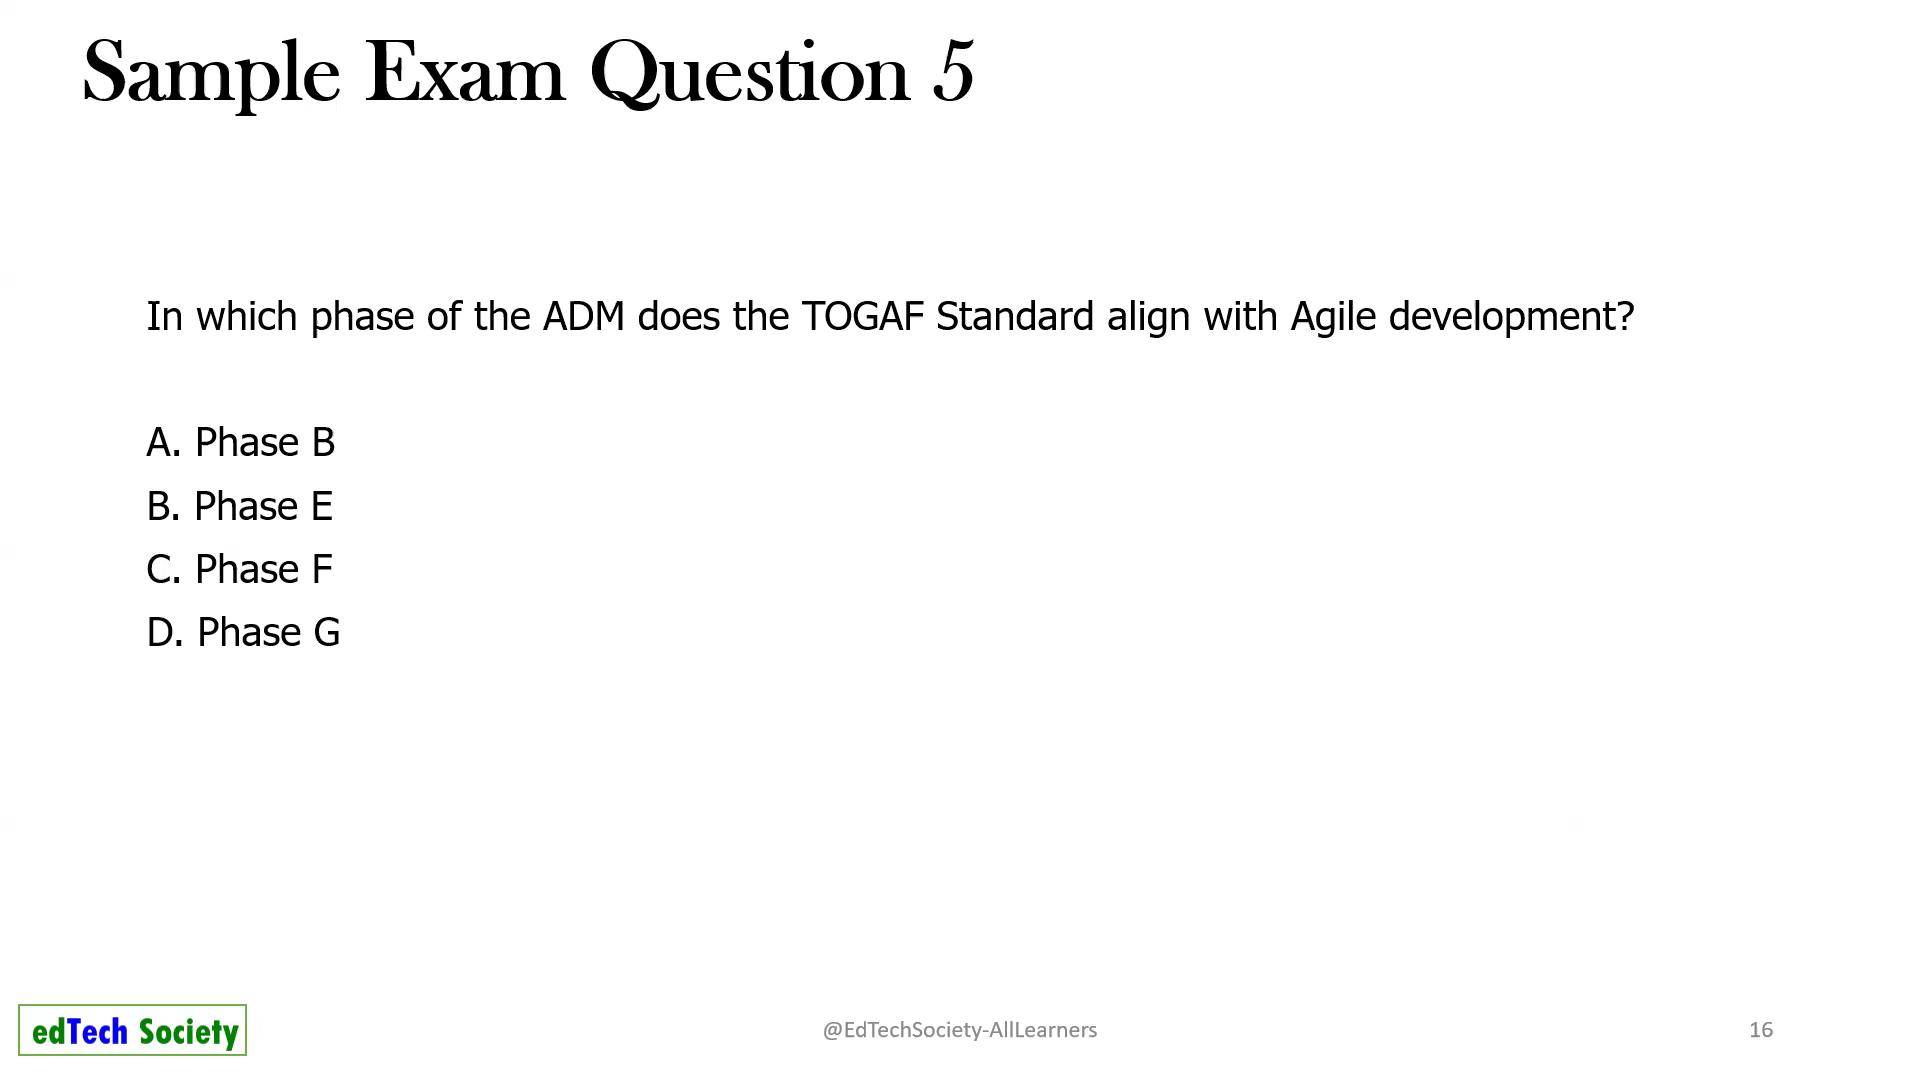 Sample Exam Question 5
In which phase of the ADM does the TOGAF Standard align with Agile development?
A. Phase B
B. Phase E
C. Phase F
D. Phase G
edTech Society
@EdTechSociety-AllLearners
16